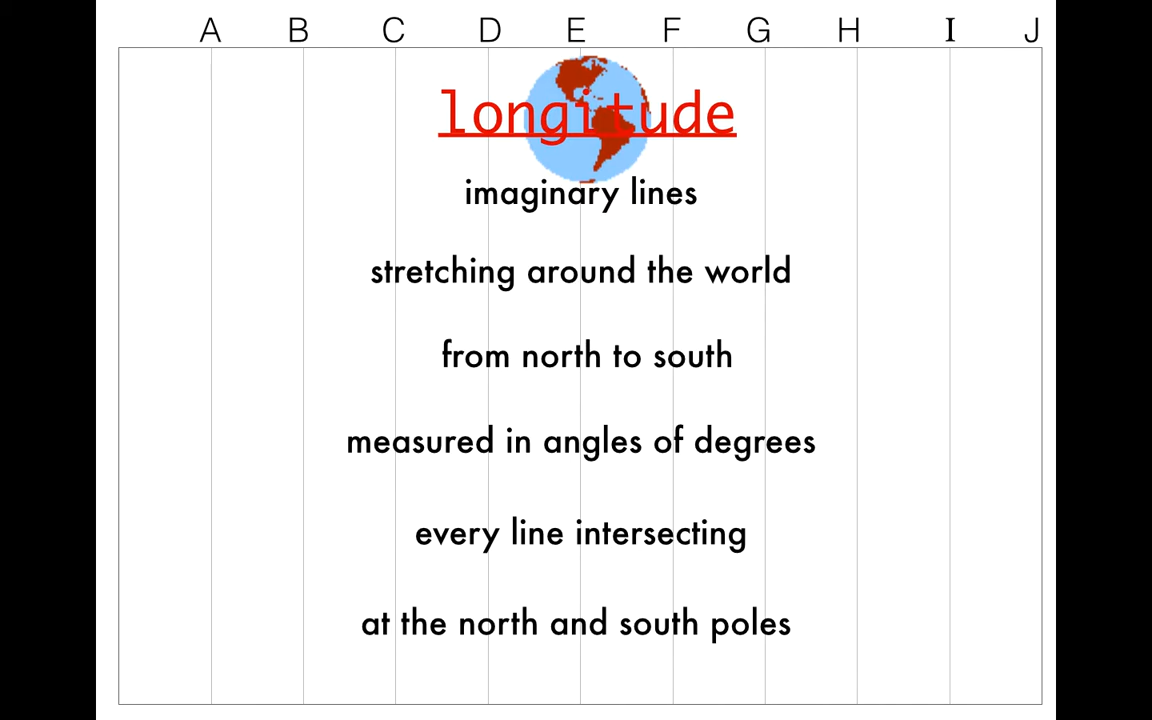 A B C D E F G H I J
longitude
imaginary lines
stretching around the world
from north to south
measured in angles of degrees
every line intersecting
at the north and south poles